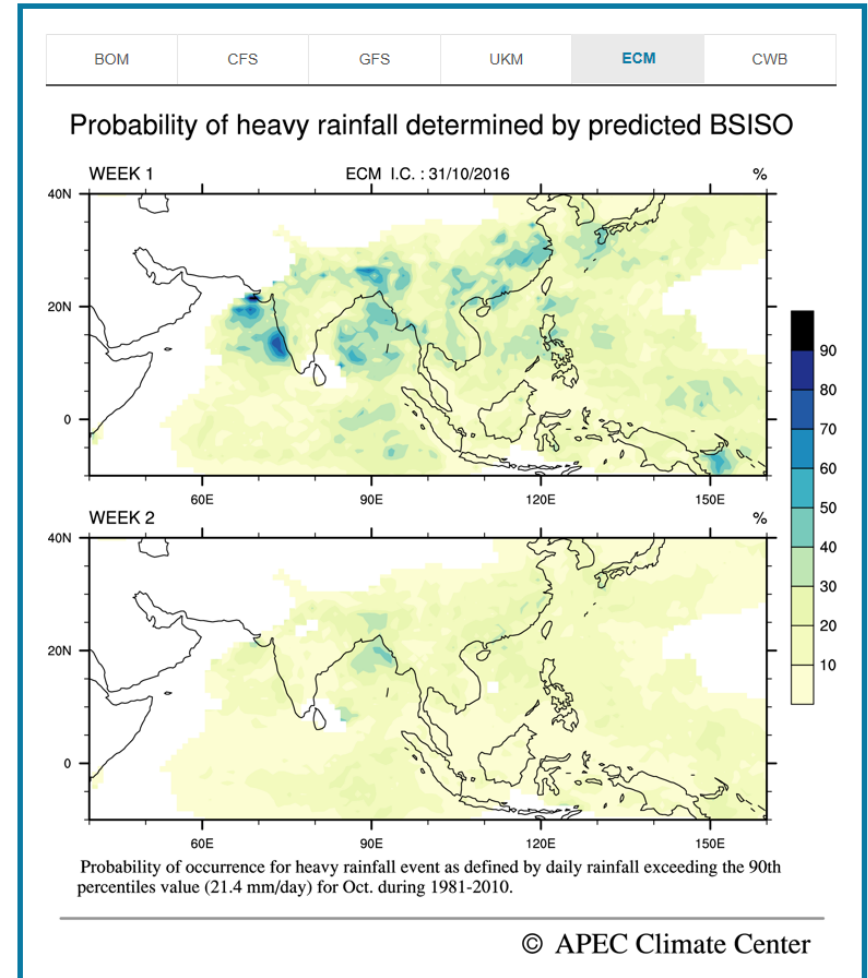 BOM CFS GFS UKM ECM CWB
Probability of heavy rainfall determined by predicted BSISO
WEEK 1 ECM I.C. : 31/10/2016 %
40N
20N
0
60E 90E 120E 150E
WEEK 2 %
40N
20N
0
60E 90E 120E 150E
90
80
70
60
50
40
30
20
10
Probability of occurrence for heavy rainfall event as defined by daily rainfall exceeding the 90th
percentiles value (21.4 mm/day) for Oct. during 1981-2010.
© APEC Climate Center